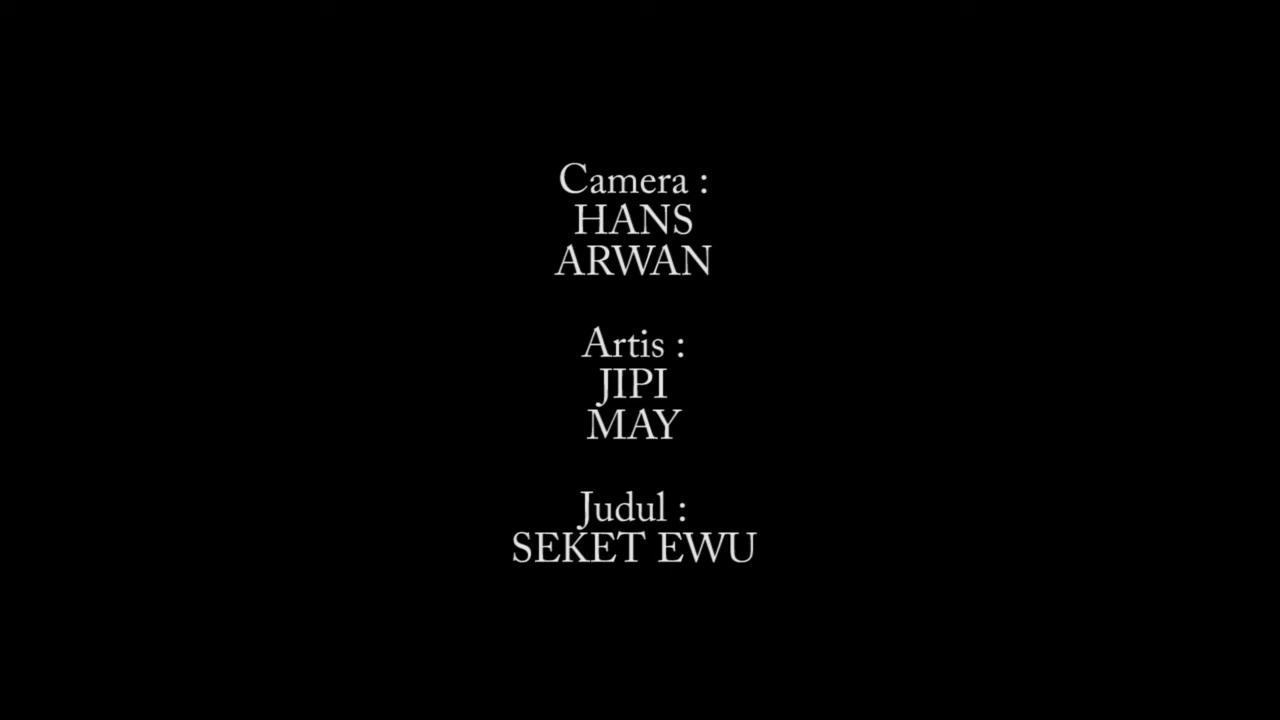 Camera :
HANS
ARWAN
Artis :
JIPI
MAY
Judul :
SEKET EWU